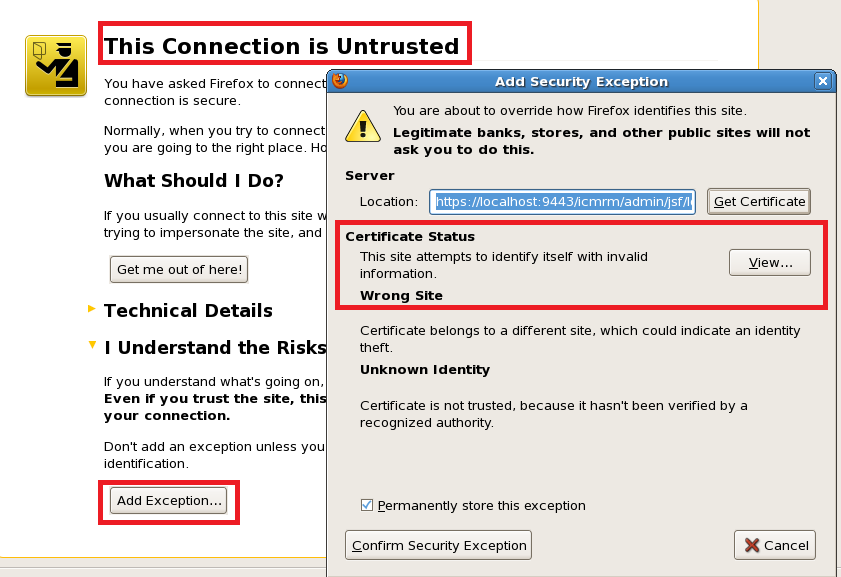 This Connection is Untrusted
You have asked Firefox to connect
connection is secure.
Normally, when you try to connect
you are going to the right place. Ho
What Should I Do?
If you usually connect to this site w
trying to impersonate the site, and
Get me out of here!
Technical Details
I Understand the Risks
If you understand what's going on,
Even if you trust the site, this
your connection.
Don't add an exception unless you
identification.
Add Exception...
Add Security Exception
You are about to override how Firefox identifies this site.
Legitimate banks, stores, and other public sites will not
ask you to do this.
Server
Location: https://localhost:9443/icmrm/admin/jsf/l Get Certificate
Certificate Status
This site attempts to identify itself with invalid
information.
View...
Wrong Site
Certificate belongs to a different site, which could indicate an identity
theft.
Unknown Identity
Certificate is not trusted, because it hasn't been verified by a
recognized authority.
Permanently store this exception
Confirm Security Exception
Cancel